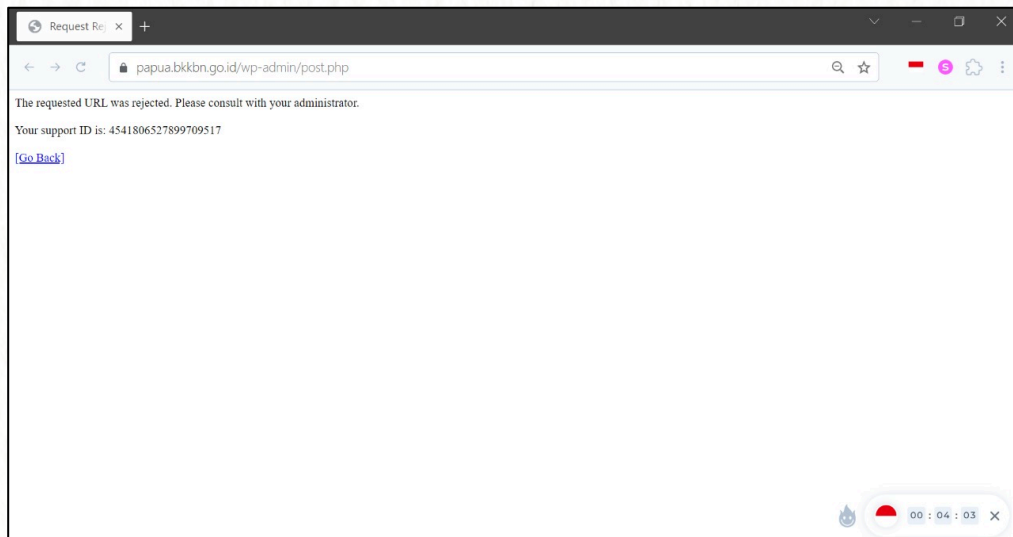 Request Re
papua.bkkbn.go.id/wp-admin/post.php
S
The requested URL was rejected. Please consult with your administrator.
Your support ID is: 4541806527899709517
[Go Back]
00 : 04 : 03